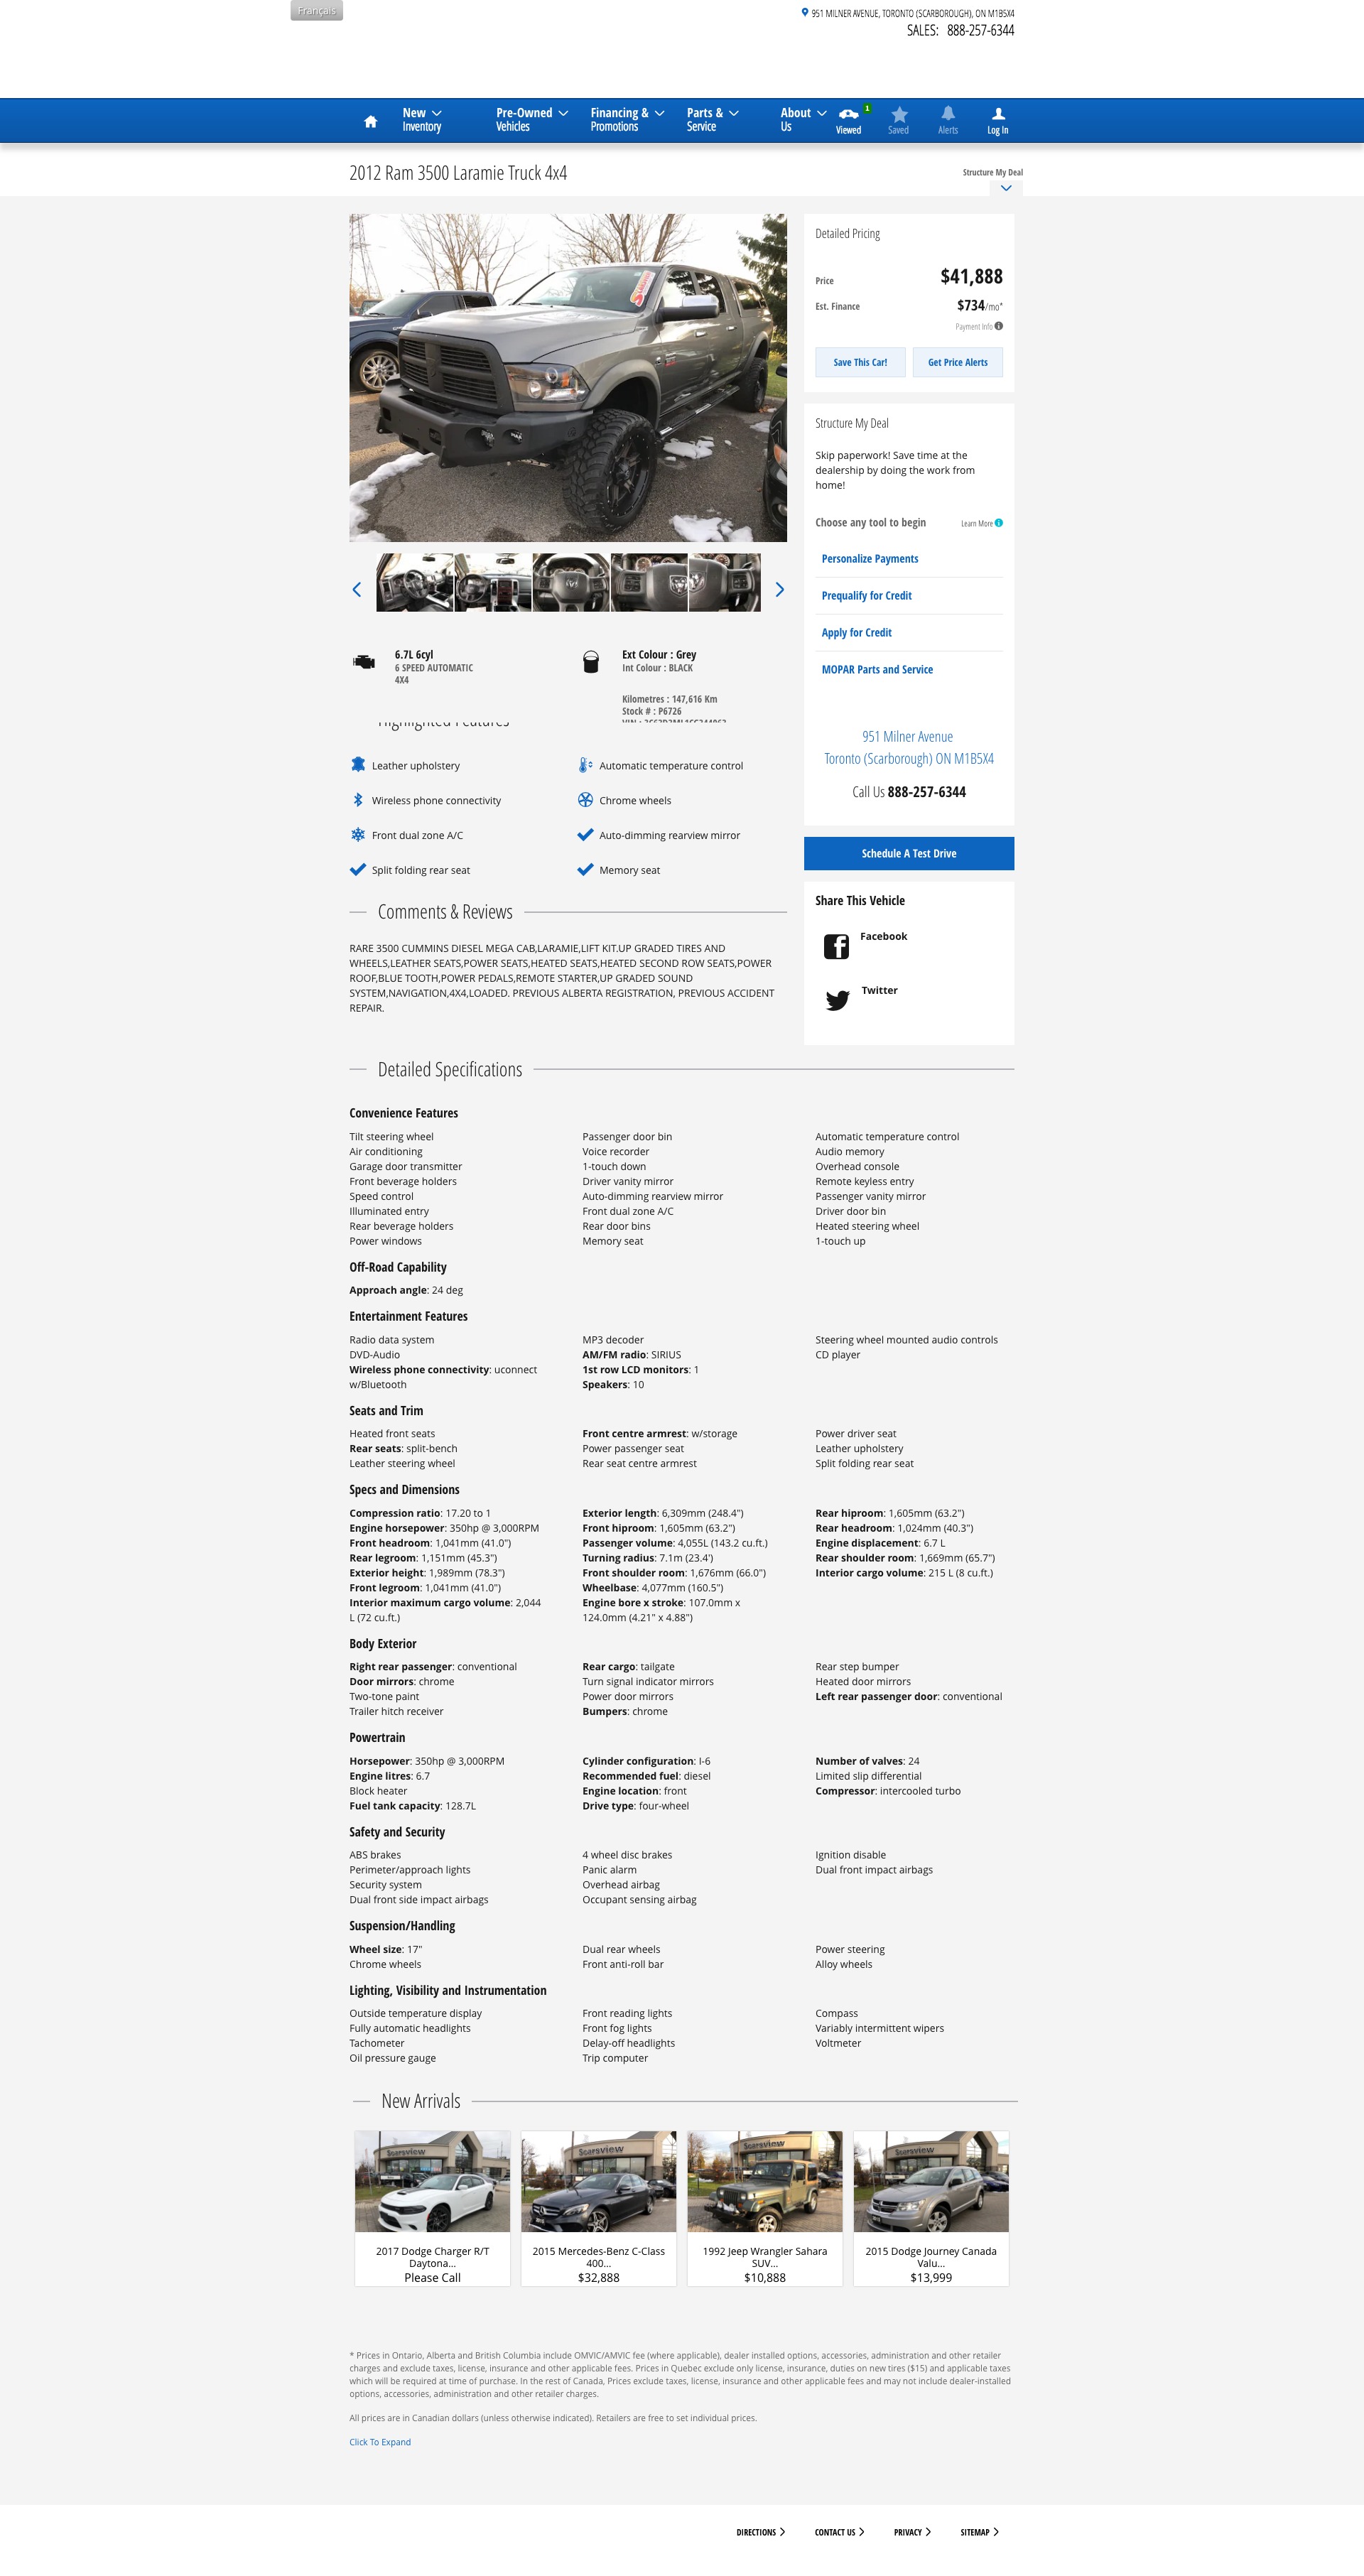 Français
951 MILNER AVENUE, TORONTO (SCARBOROUGH), ON M1B5X4
SALES: 888-257-6344
New
Inventory
Pre-Owned
Vehicles
Financing &
Promotions
Parts &
Service
About
Us
1
Viewed
Saved
Alerts
Log In
2012 Ram 3500 Laramie Truck 4x4
Structure My Deal
Detailed Pricing
Price $41,888
Est. Finance $734/mo*
Payment Info
Save This Car!
Get Price Alerts
Structure My Deal
Skip paperwork! Save time at the
dealership by doing the work from
home!
Choose any tool to begin
Learn More
Personalize Payments
Prequalify for Credit
Apply for Credit
MOPAR Parts and Service
951 Milner Avenue
Toronto (Scarborough) ON M1B5X4
Call Us 888-257-6344
Schedule A Test Drive
Share This Vehicle
Facebook
Twitter
6.7L 6cyl
6 SPEED AUTOMATIC
4X4
Ext Colour : Grey
Int Colour : BLACK
Kilometres : 147,616 Km
Stock # : P6726
Highlighted Features
Leather upholstery
Automatic temperature control
Wireless phone connectivity
Chrome wheels
Front dual zone A/C
Auto-dimming rearview mirror
Split folding rear seat
Memory seat
Comments & Reviews
RARE 3500 CUMMINS DIESEL MEGA CAB,LARAMIE,LIFT KIT.UP GRADED TIRES AND
WHEELS,LEATHER SEATS,POWER SEATS,HEATED SEATS,HEATED SECOND ROW SEATS,POWER
ROOF,BLUE TOOTH,POWER PEDALS,REMOTE STARTER,UP GRADED SOUND
SYSTEM,NAVIGATION,4X4,LOADED. PREVIOUS ALBERTA REGISTRATION, PREVIOUS ACCIDENT
REPAIR.
Detailed Specifications
Convenience Features
Tilt steering wheel
Air conditioning
Garage door transmitter
Front beverage holders
Speed control
Illuminated entry
Rear beverage holders
Power windows
Passenger door bin
Voice recorder
1-touch down
Driver vanity mirror
Auto-dimming rearview mirror
Front dual zone A/C
Rear door bins
Memory seat
Automatic temperature control
Audio memory
Overhead console
Remote keyless entry
Passenger vanity mirror
Driver door bin
Heated steering wheel
1-touch up
Off-Road Capability
Approach angle: 24 deg
Entertainment Features
Radio data system
DVD-Audio
Wireless phone connectivity: uconnect
w/Bluetooth
MP3 decoder
AM/FM radio: SIRIUS
1st row LCD monitors: 1
Speakers: 10
Steering wheel mounted audio controls
CD player
Seats and Trim
Heated front seats
Rear seats: split-bench
Leather steering wheel
Front centre armrest: w/storage
Power passenger seat
Rear seat centre armrest
Power driver seat
Leather upholstery
Split folding rear seat
Specs and Dimensions
Compression ratio: 17.20 to 1
Engine horsepower: 350hp @ 3,000RPM
Front headroom: 1,041mm (41.0")
Rear legroom: 1,151mm (45.3")
Exterior height: 1,989mm (78.3")
Front legroom: 1,041mm (41.0")
Interior maximum cargo volume: 2,044
L (72 cu.ft.)
Exterior length: 6,309mm (248.4")
Front hiproom: 1,605mm (63.2")
Passenger volume: 4,055L (143.2 cu.ft.)
Turning radius: 7.1m (23.4')
Front shoulder room: 1,676mm (66.0")
Wheelbase: 4,077mm (160.5")
Engine bore x stroke: 107.0mm x
124.0mm (4.21" x 4.88")
Rear hiproom: 1,605mm (63.2")
Rear headroom: 1,024mm (40.3")
Engine displacement: 6.7 L
Rear shoulder room: 1,669mm (65.7")
Interior cargo volume: 215 L (8 cu.ft.)
Body Exterior
Right rear passenger: conventional
Door mirrors: chrome
Two-tone paint
Trailer hitch receiver
Rear cargo: tailgate
Turn signal indicator mirrors
Power door mirrors
Bumpers: chrome
Rear step bumper
Heated door mirrors
Left rear passenger door: conventional
Powertrain
Horsepower: 350hp @ 3,000RPM
Engine litres: 6.7
Block heater
Fuel tank capacity: 128.7L
Cylinder configuration: I-6
Recommended fuel: diesel
Engine location: front
Drive type: four-wheel
Number of valves: 24
Limited slip differential
Compressor: intercooled turbo
Safety and Security
ABS brakes
Perimeter/approach lights
Security system
Dual front side impact airbags
4 wheel disc brakes
Panic alarm
Overhead airbag
Occupant sensing airbag
Ignition disable
Dual front impact airbags
Suspension/Handling
Wheel size: 17"
Chrome wheels
Dual rear wheels
Front anti-roll bar
Power steering
Alloy wheels
Lighting, Visibility and Instrumentation
Outside temperature display
Fully automatic headlights
Tachometer
Oil pressure gauge
Front reading lights
Front fog lights
Delay-off headlights
Trip computer
Compass
Variably intermittent wipers
Voltmeter
New Arrivals
Scarsview
Scarsview
Scarsview
Scarsview
2017 Dodge Charger R/T
Daytona...
Please Call
2015 Mercedes-Benz C-Class
400...
$32,888
1992 Jeep Wrangler Sahara
SUV...
$10,888
2015 Dodge Journey Canada
Valu...
$13,999
* Prices in Ontario, Alberta and British Columbia include OMVIC/AMVIC fee (where applicable), dealer installed options, accessories, administration and other retailer
charges and exclude taxes, license, insurance and other applicable fees. Prices in Quebec exclude only license, insurance, duties on new tires ($15) and applicable taxes
which will be required at time of purchase. In the rest of Canada, Prices exclude taxes, license, insurance and other applicable fees and may not include dealer-installed
options, accessories, administration and other retailer charges.
All prices are in Canadian dollars (unless otherwise indicated). Retailers are free to set individual prices.
Click To Expand
DIRECTIONS
CONTACT US
PRIVACY
SITEMAP